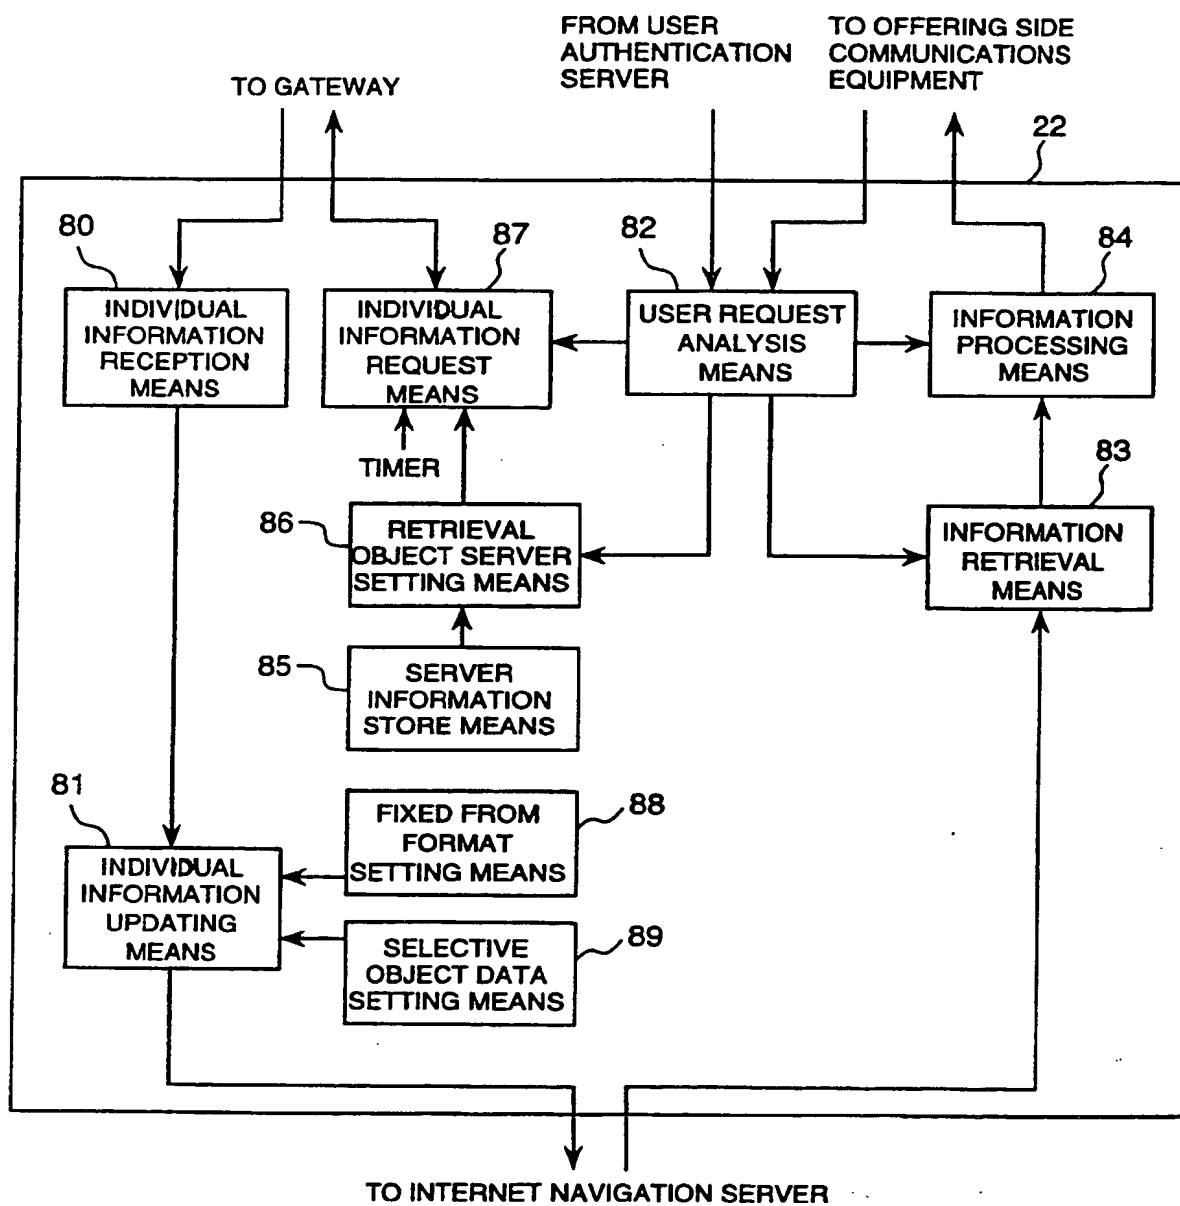 FROM USER
AUTHENTICATION
SERVER
TO OFFERING SIDE
COMMUNICATIONS
EQUIPMENT
TO GATEWAY
22
80
INDIVIDUAL
INFORMATION
RECEPTION
MEANS
87
INDIVIDUAL
INFORMATION
REQUEST
MEANS
82
USER REQUEST
ANALYSIS
MEANS
84
INFORMATION
PROCESSING
MEANS
TIMER
83
INFORMATION
RETRIEVAL
MEANS
86
RETRIEVAL
OBJECT SERVER
SETTING MEANS
85
SERVER
INFORMATION
STORE MEANS
81
INDIVIDUAL
INFORMATION
UPDATING
MEANS
88
FIXED FROM
FORMAT
SETTING MEANS
89
SELECTIVE
OBJECT DATA
SETTING MEANS
TO INTERNET NAVIGATION SERVER